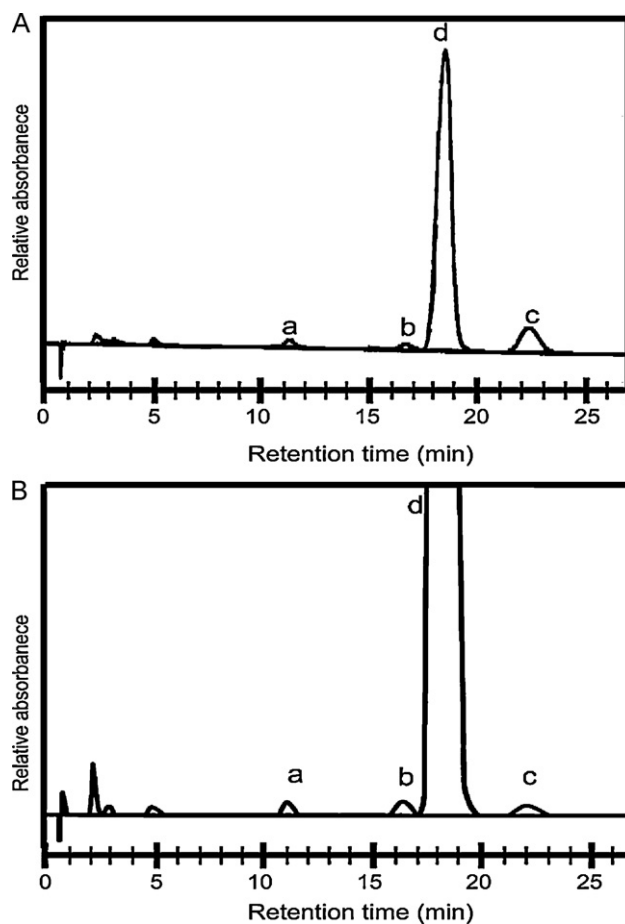 A
d
a
b
c
Relative absorbanece
0 5 10 15 20 25
Retention time (min)
B
d
a
b
c
Relative absorbanece
0 5 10 15 20 25
Retention time (min)